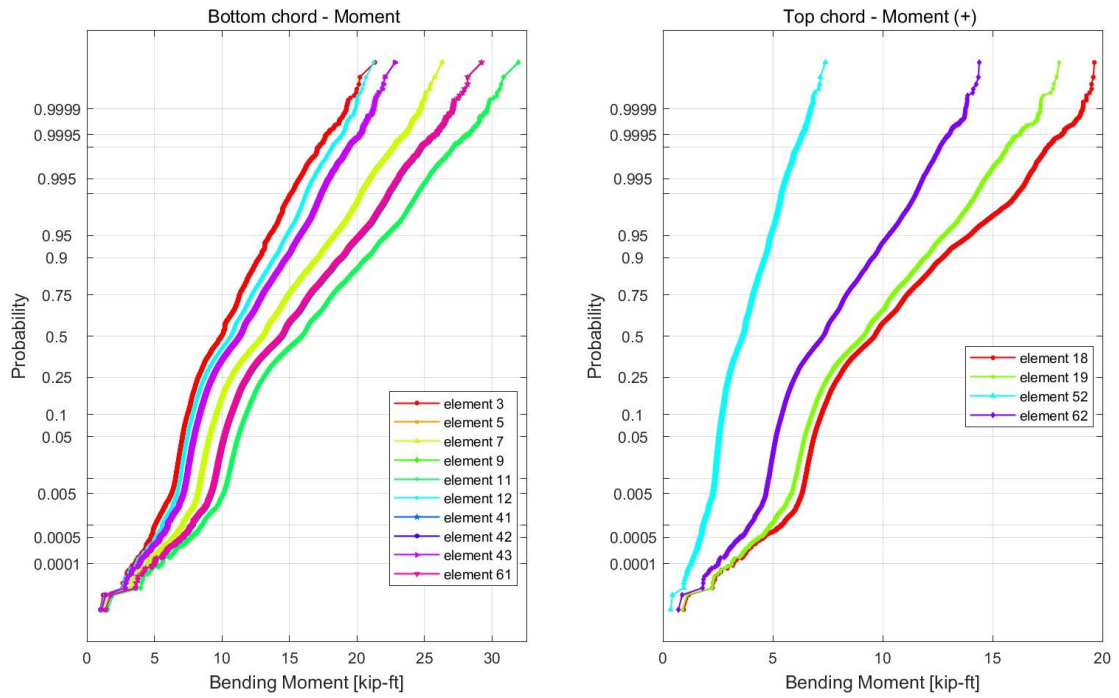 Bottom chord - Moment
Probability
0.9999
0.9995
0.995
0.95
0.9
0.75
0.5
0.25
0.1
0.05
0.005
0.0005
0.0001
element 3
element 5
element 7
element 9
element 11
element 12
element 41
element 42
element 43
element 61
0 5 10 15 20 25 30
Bending Moment [kip-ft]
Top chord - Moment (+)
Probability
0.9999
0.9995
0.995
0.95
0.9
0.75
0.5
0.25
0.1
0.05
0.005
0.0005
0.0001
element 18
element 19
element 52
element 62
0 5 10 15 20
Bending Moment [kip-ft]